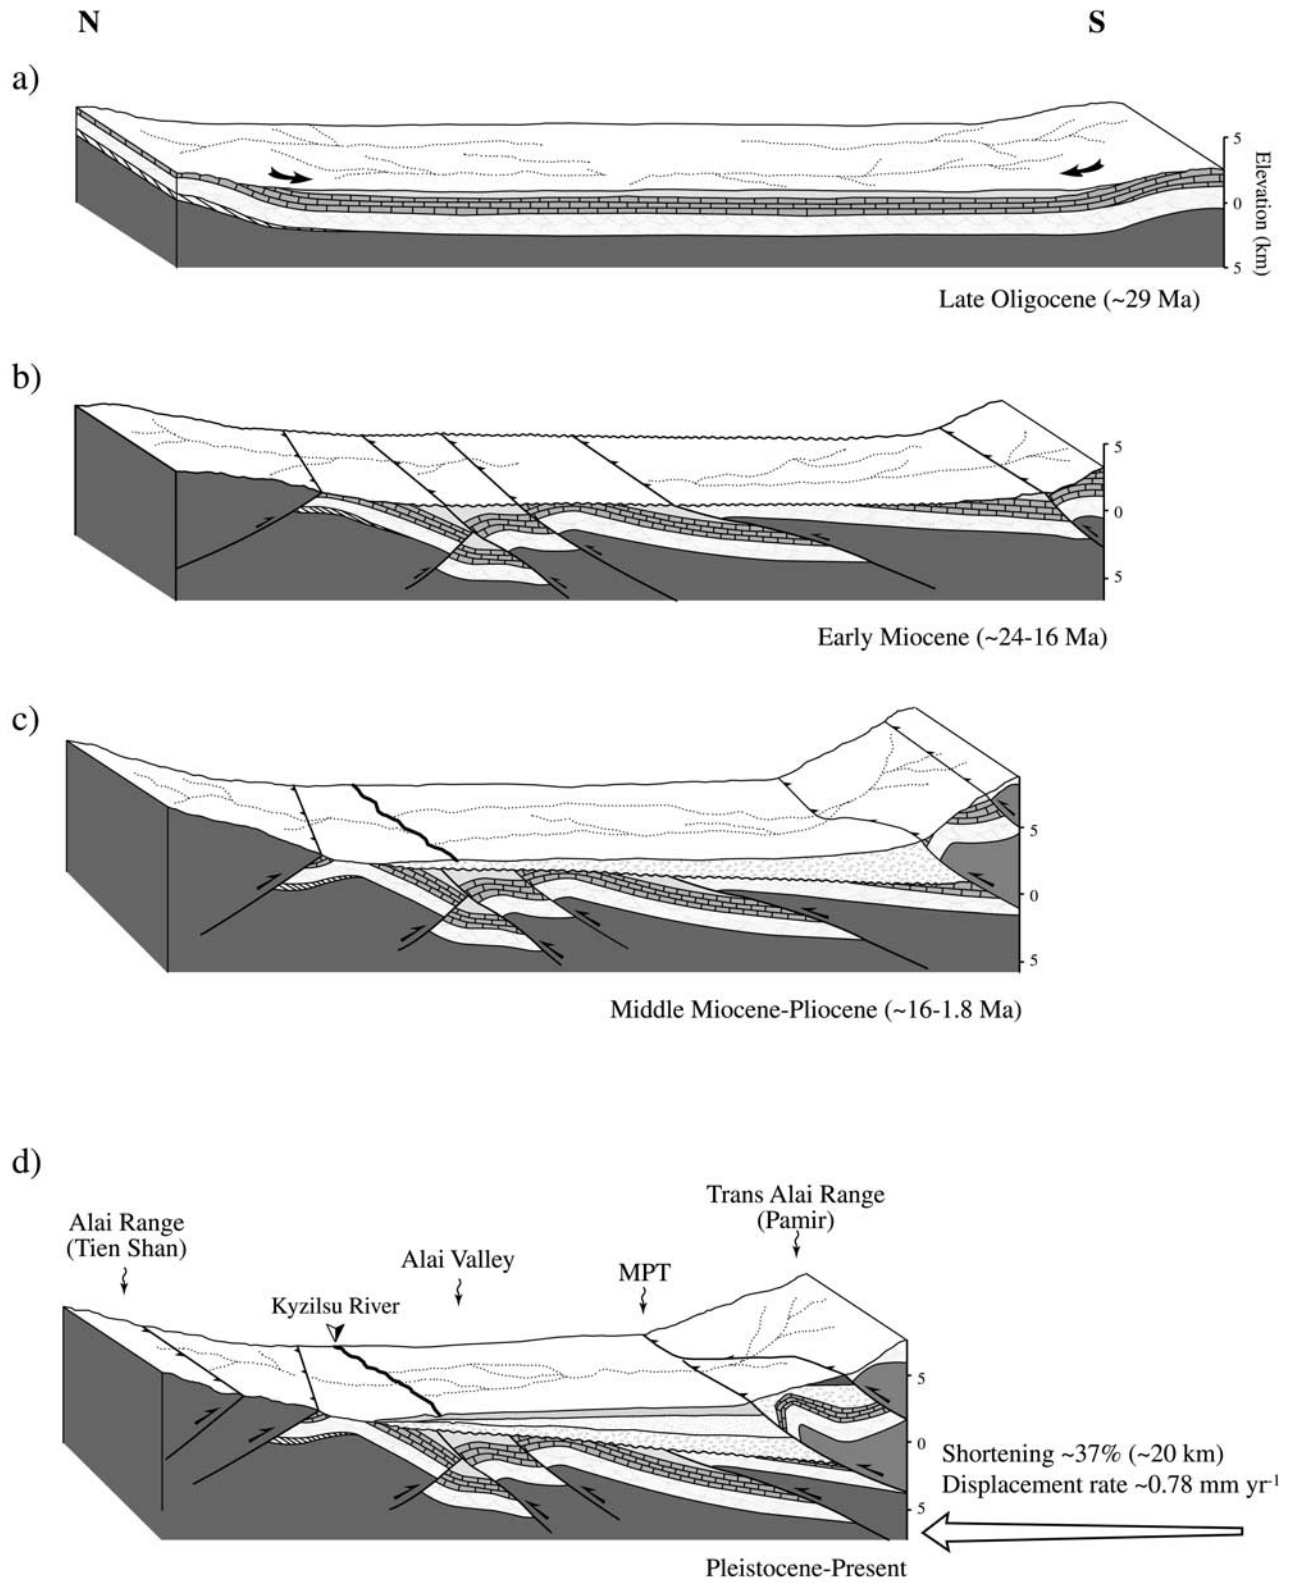 N
S
a)
5
0
5
Elevation (km)
Late Oligocene (~29 Ma)
b)
5
0
5
Early Miocene (~24-16 Ma)
c)
5
0
5
Middle Miocene-Pliocene (~16-1.8 Ma)
d)
Alai Range
(Tien Shan)
Kyzilsu River
Alai Valley
MPT
Trans Alai Range
(Pamir)
5
0
5
Shortening ~37% (~20 km)
Displacement rate ~0.78 mm yr⁻¹
Pleistocene-Present